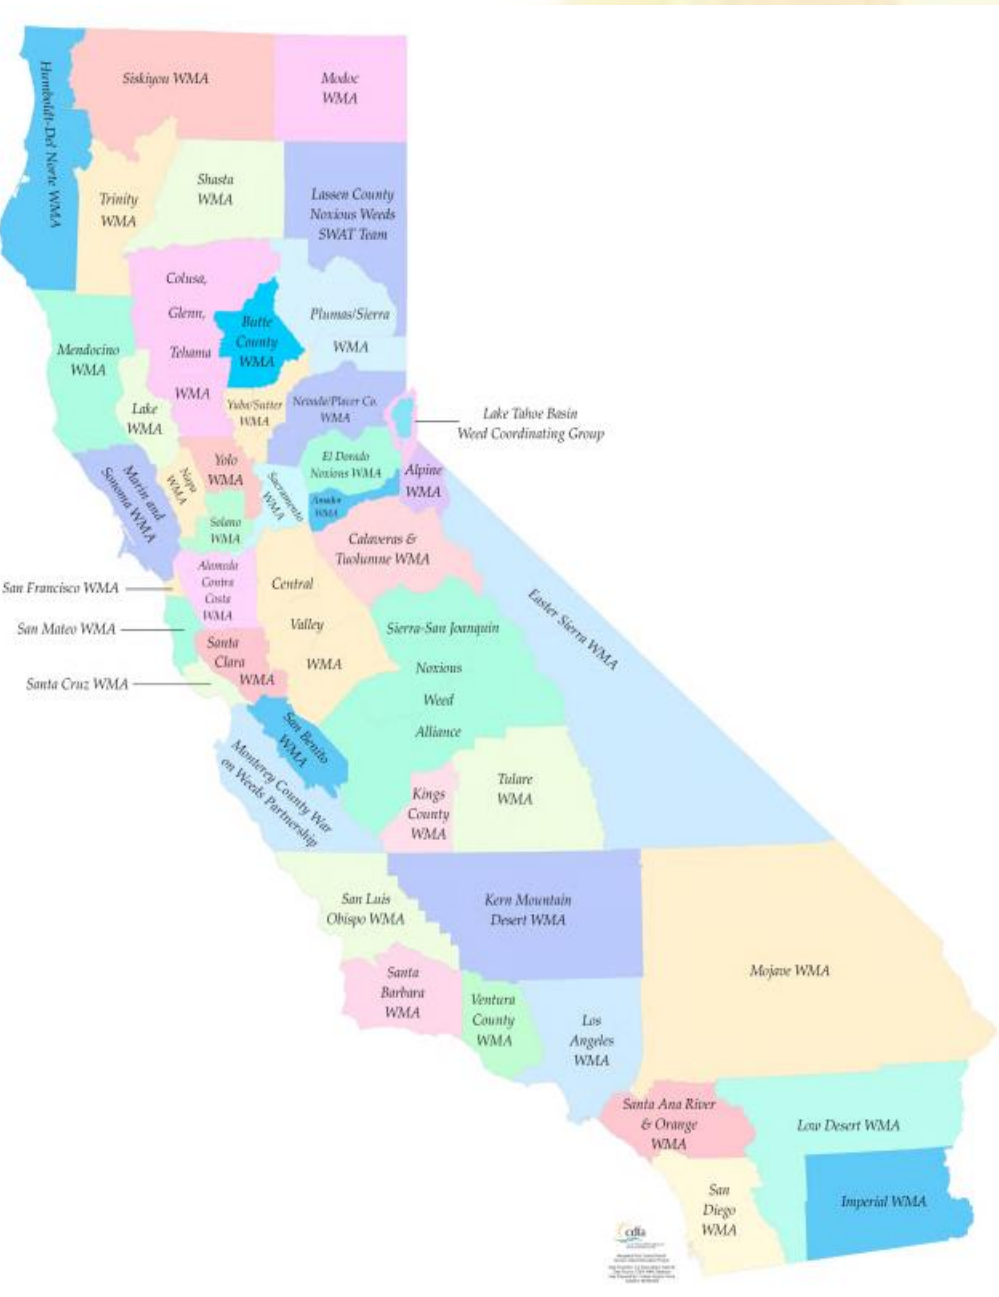 Humboldt-Del Norte WMA
Siskiyou WMA
Modoc
WMA
Trinity
WMA
Shasta
WMA
Lassen County
Noxious Weeds
SWAT Team
Colusa,
Glenn,
Tehama
WMA
Butte
County
WMA
Plumas/Sierra
WMA
Mendocino
WMA
Lake
WMA
Yuba/Sutter
WMA
Nevada/Placer Co.
WMA
Lake Tahoe Basin
Weed Coordinating Group
Marin and
Sonoma WMA
Napa
WMA
Yolo
WMA
Sacramento
WMA
El Dorado
Noxious WMA
Alpine
WMA
Amador
WMA
Solano
WMA
Calaveras &
Tuolumne WMA
San Francisco WMA
Alameda
Contra
Costa
WMA
Central
Valley
WMA
Easter Sierra WMA
San Mateo WMA
Santa
Clara
WMA
Sierra-San Joanquin
Noxious
Weed
Alliance
Santa Cruz WMA
San Benito
WMA
Monterey County War
on Weeds Partnership
Kings
County
WMA
Tulare
WMA
San Luis
Obispo WMA
Kern Mountain
Desert WMA
Mojave WMA
Santa
Barbara
WMA
Ventura
County
WMA
Los
Angeles
WMA
Santa Ana River
& Orange
WMA
Low Desert WMA
San
Diego
WMA
Imperial WMA
cdfa